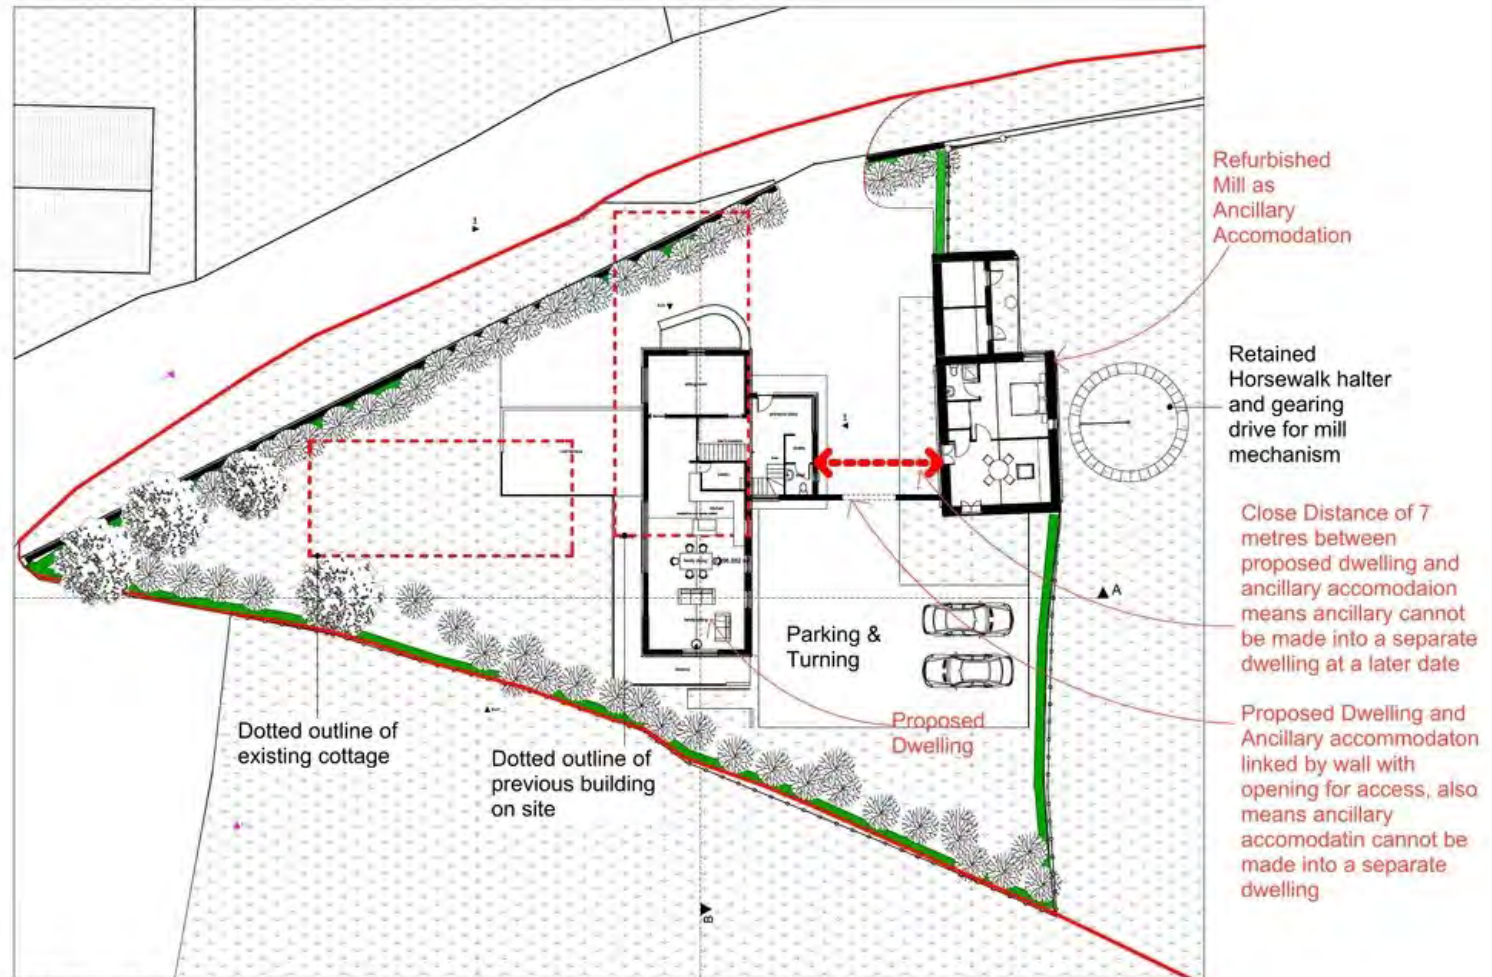 Refurbished
Mill as
Ancillary
Accomodation
Retained
Horsewalk halter
and gearing
drive for mill
mechanism
Close Distance of 7
metres between
proposed dwelling and
ancillary accomodaion
means ancillary cannot
be made into a separate
dwelling at a later date
A
Parking &
Turning
Proposed
Dwelling
Proposed Dwelling and
Ancillary accommodaton
linked by wall with
opening for access, also
means ancillary
accomodatin cannot be
made into a separate
dwelling
Dotted outline of
existing cottage
Dotted outline of
previous building
on site
B